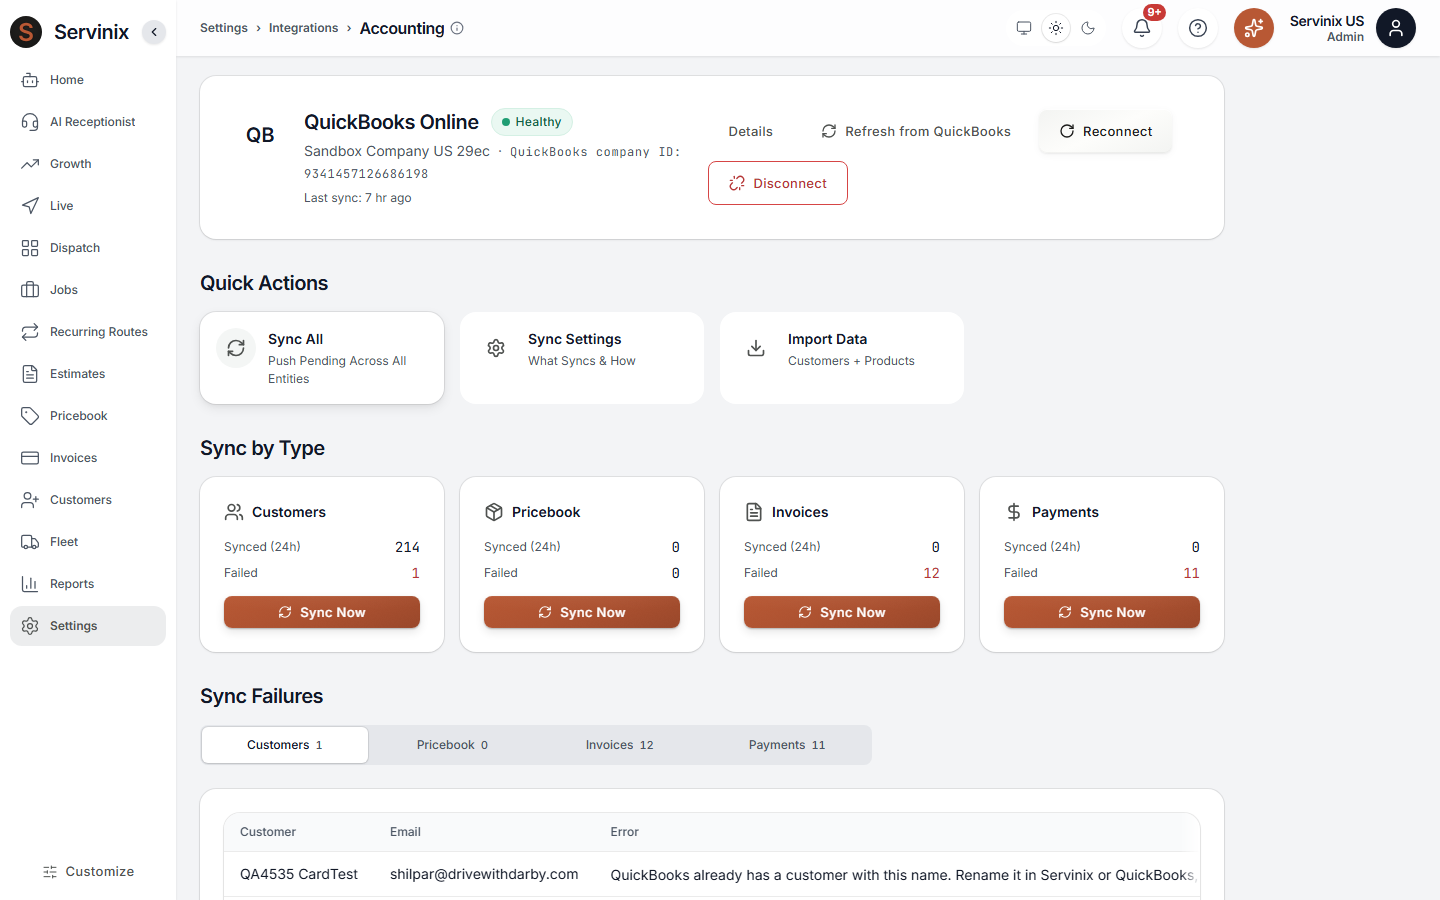 S
Servinix
Home
AI Receptionist
Growth
Live
Dispatch
Jobs
Recurring Routes
Estimates
Pricebook
Invoices
Customers
Fleet
Reports
Settings
Customize
Settings › Integrations › Accounting
9+
Servinix US
Admin
QB
QuickBooks Online
Healthy
Sandbox Company US 29ec · QuickBooks company ID:
9341457126686198
Last sync: 7 hr ago
Details
Refresh from QuickBooks
Reconnect
Disconnect
Quick Actions
Sync All
Push Pending Across All
Entities
Sync Settings
What Syncs & How
Import Data
Customers + Products
Sync by Type
Customers
Synced (24h) 214
Failed 1
Sync Now
Pricebook
Synced (24h) 0
Failed 0
Sync Now
Invoices
Synced (24h) 0
Failed 12
Sync Now
Payments
Synced (24h) 0
Failed 11
Sync Now
Sync Failures
Customers 1
Pricebook 0
Invoices 12
Payments 11
Customer Email Error
QA4535 CardTest shilpar@drivewithdarby.com QuickBooks already has a customer with this name. Rename it in Servinix or QuickBooks,